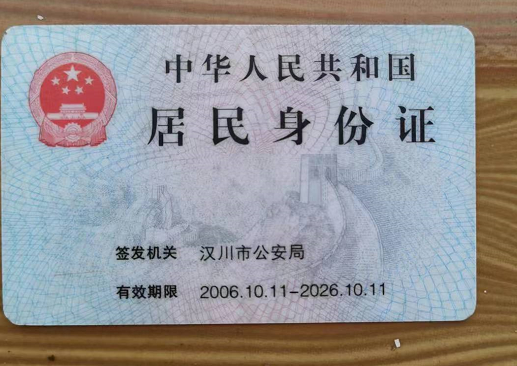 中华人民共和国
居民身份证
签发机关 汉川市公安局
有效期限 2006.10.11-2026.10.11